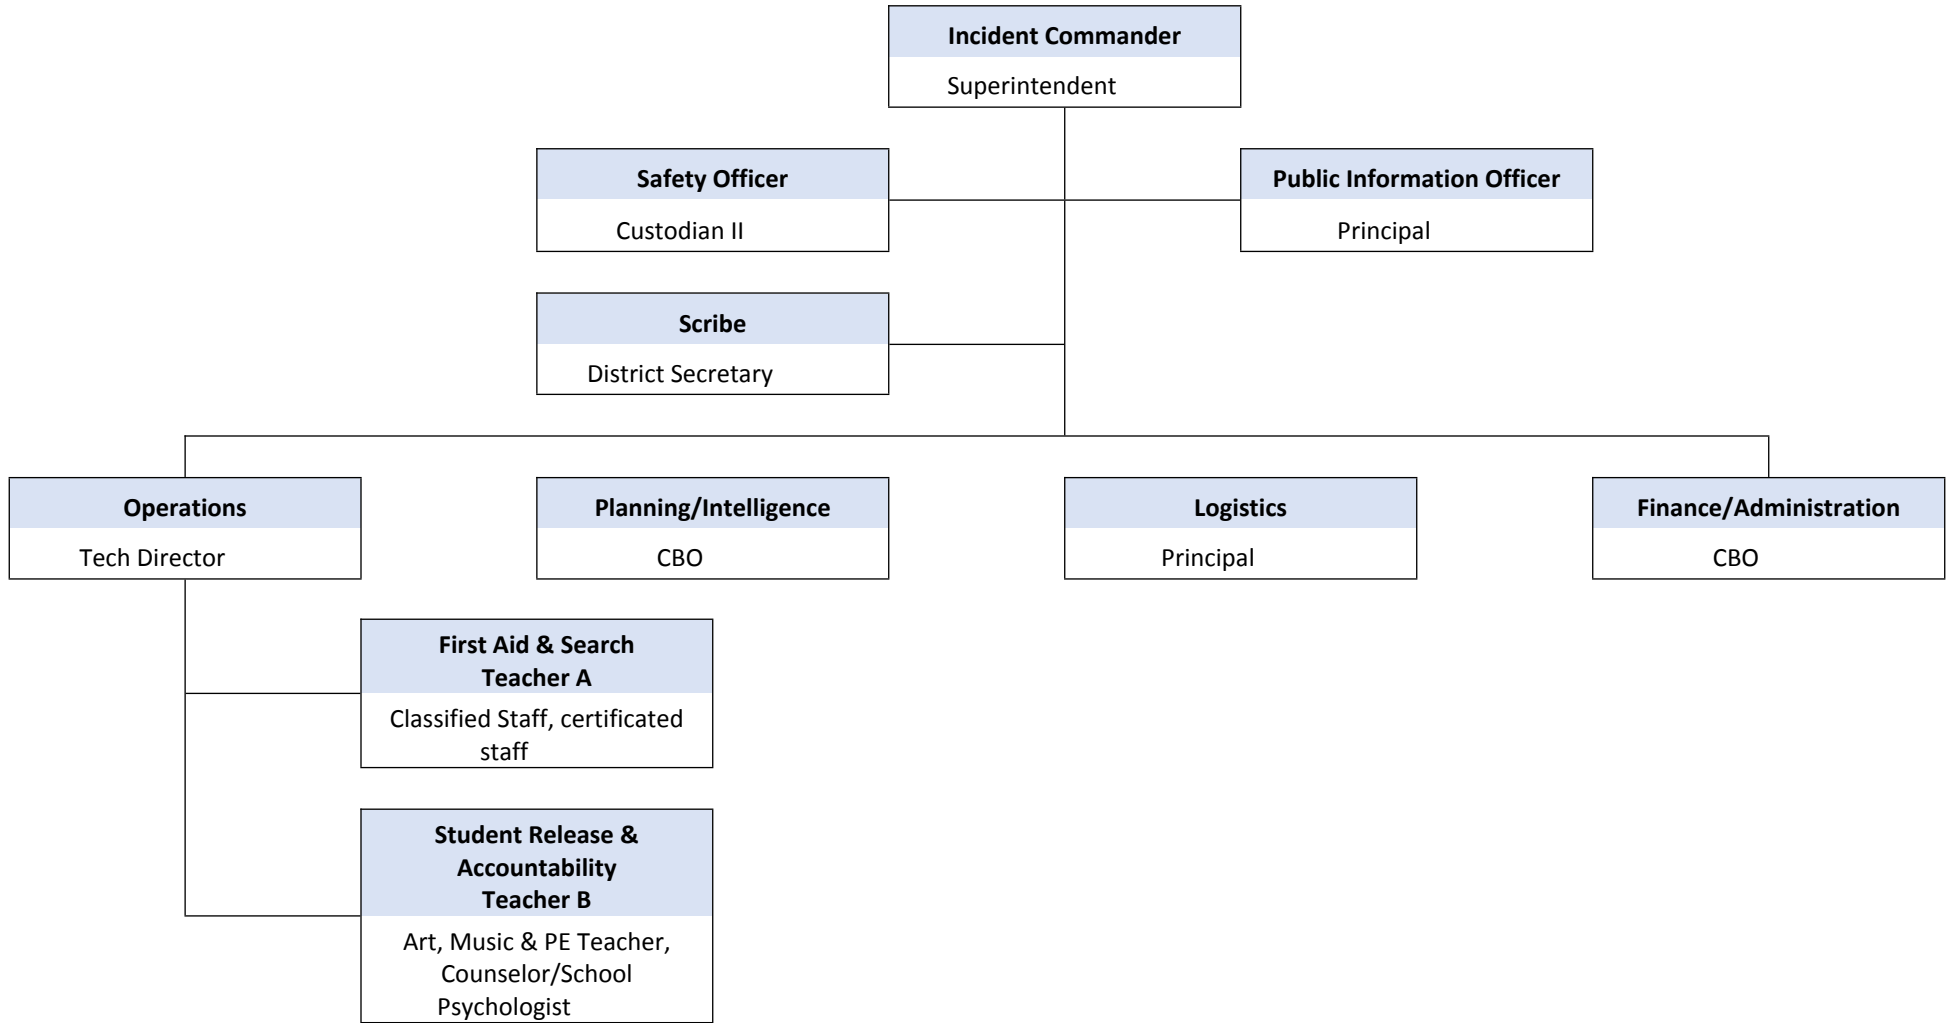 Incident Commander
Superintendent
Safety Officer
Custodian II
Public Information Officer
Principal
Scribe
District Secretary
Operations
Tech Director
Planning/Intelligence
CBO
Logistics
Principal
Finance/Administration
CBO
First Aid & Search
Teacher A
Classified Staff, certificated
staff
Student Release &
Accountability
Teacher B
Art, Music & PE Teacher,
Counselor/School
Psychologist